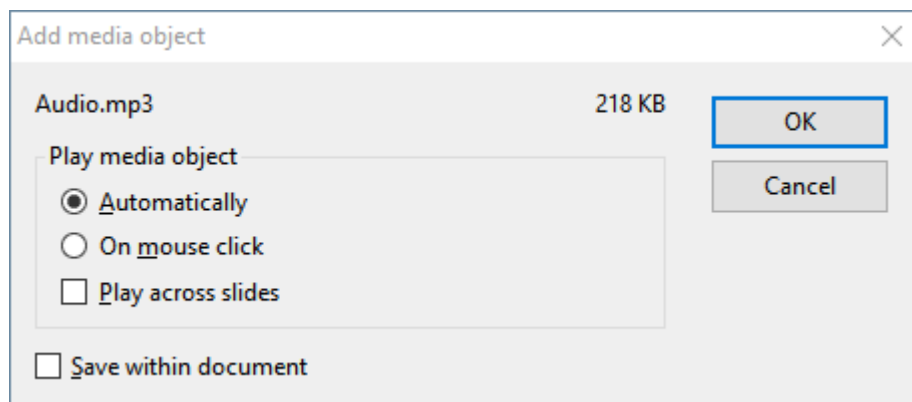 Add media object
Audio.mp3 218 KB
OK
Play media object
Cancel
Automatically
On mouse click
Play across slides
Save within document